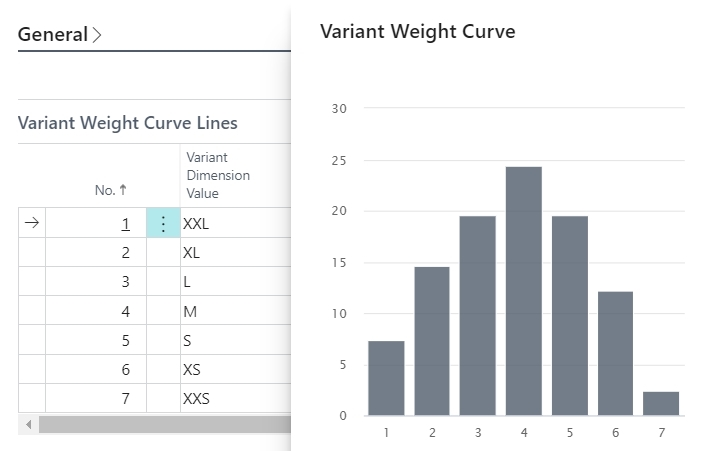 General >
Variant Weight Curve Lines
No. ↑ Variant Dimension Value
→ 1 ⋮ XXL
2 XL
3 L
4 M
5 S
6 XS
7 XXS
Variant Weight Curve
30
25
20
15
10
5
0
1 2 3 4 5 6 7